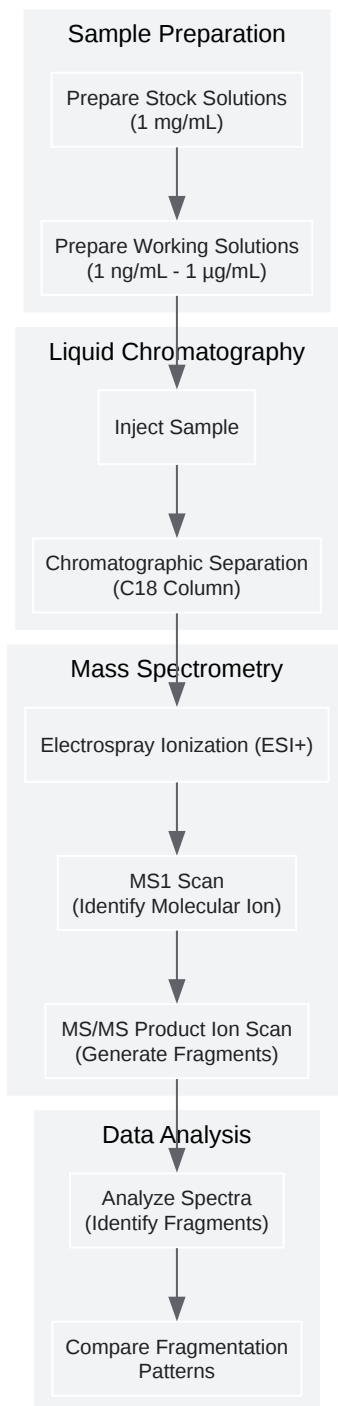 Sample Preparation
Prepare Stock Solutions
(1 mg/mL)
Prepare Working Solutions
(1 ng/mL - 1 µg/mL)
Liquid Chromatography
Inject Sample
Chromatographic Separation
(C18 Column)
Mass Spectrometry
Electrospray Ionization (ESI+)
MS1 Scan
(Identify Molecular Ion)
MS/MS Product Ion Scan
(Generate Fragments)
Data Analysis
Analyze Spectra
(Identify Fragments)
Compare Fragmentation
Patterns